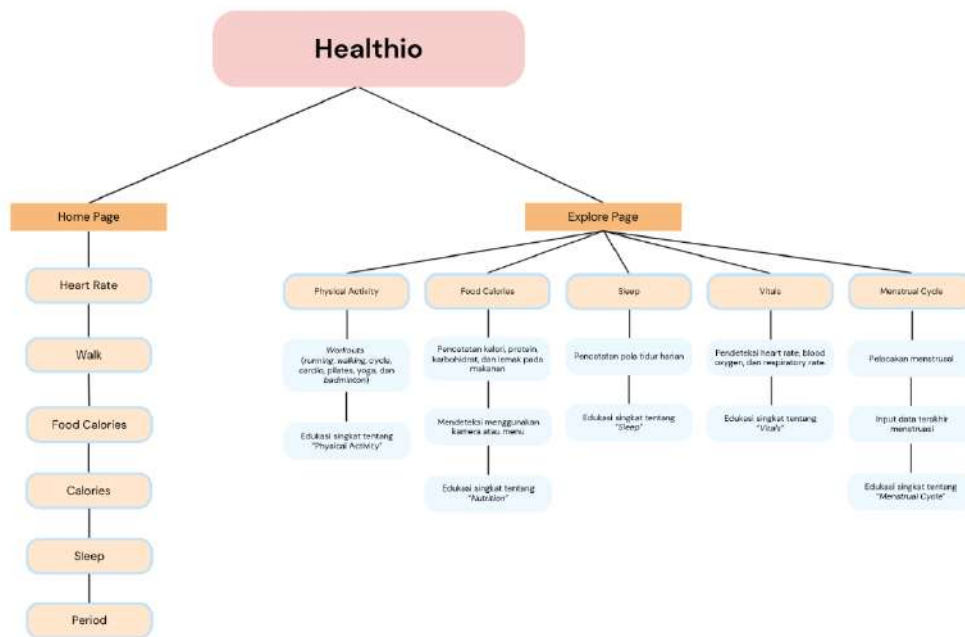 Healthio
Home Page
Heart Rate
Walk
Food Calories
Calories
Sleep
Period
Explore Page
Physical Activity
Workouts
(running, walking, cycle,
cardio, pilates, yoga, dan
badminton)
Edukasi singkat tentang
"Physical Activity"
Food Calories
Pencatatan kalori, protein,
karbohidrat, dan lemak pada
makanan
Mendeteksi menggunakan
kamera atau menu
Edukasi singkat tentang
"Nutrition"
Sleep
Pencatatan pola tidur harian
Edukasi singkat tentang
"Sleep"
Vitals
Pendeteksi heart rate, blood
oxygen, dan respiratory rate.
Edukasi singkat tentang
"Vitals"
Menstrual Cycle
Pelacakan menstruasi
Input data terakhir
menstruasi
Edukasi singkat tentang
"Menstrual Cycle"